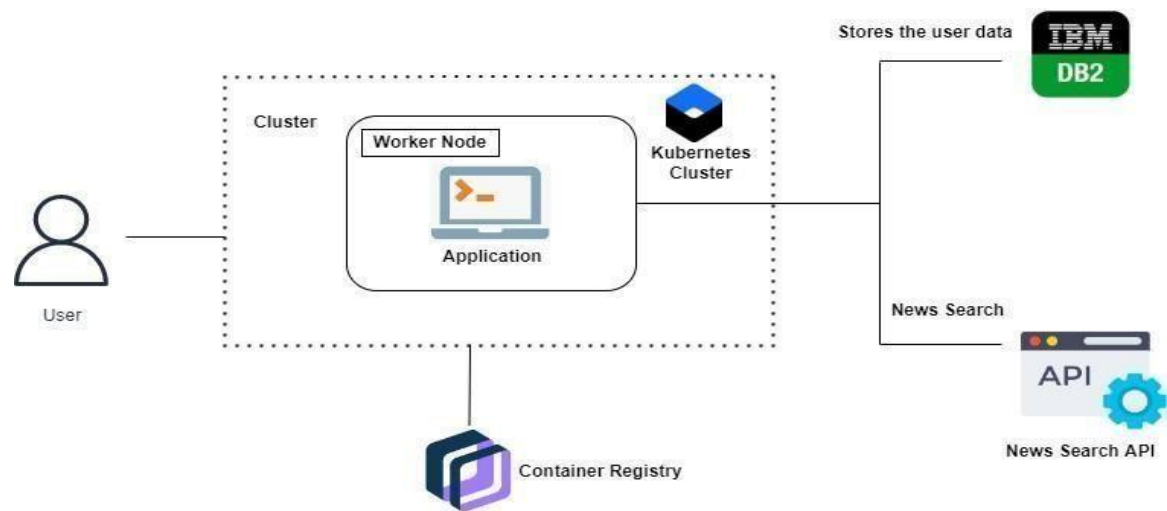 Stores the user data
IBM
DB2
Cluster
Worker Node
Kubernetes
Cluster
Application
User
News Search
API
News Search API
Container Registry